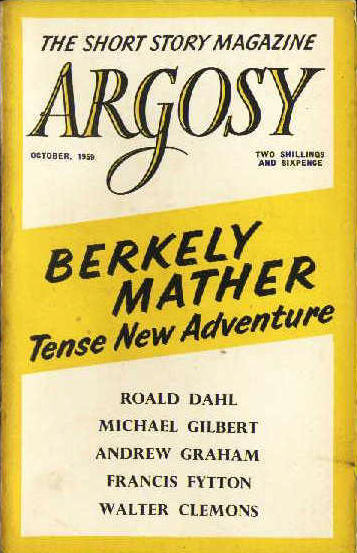 THE SHORT STORY MAGAZINE
ARGOSY
OCTOBER, 1959
TWO SHILLINGS
AND SIXPENCE
BERKELY
MATHER
Tense New Adventure
ROALD DAHL
MICHAEL GILBERT
ANDREW GRAHAM
FRANCIS FYTTON
WALTER CLEMONS